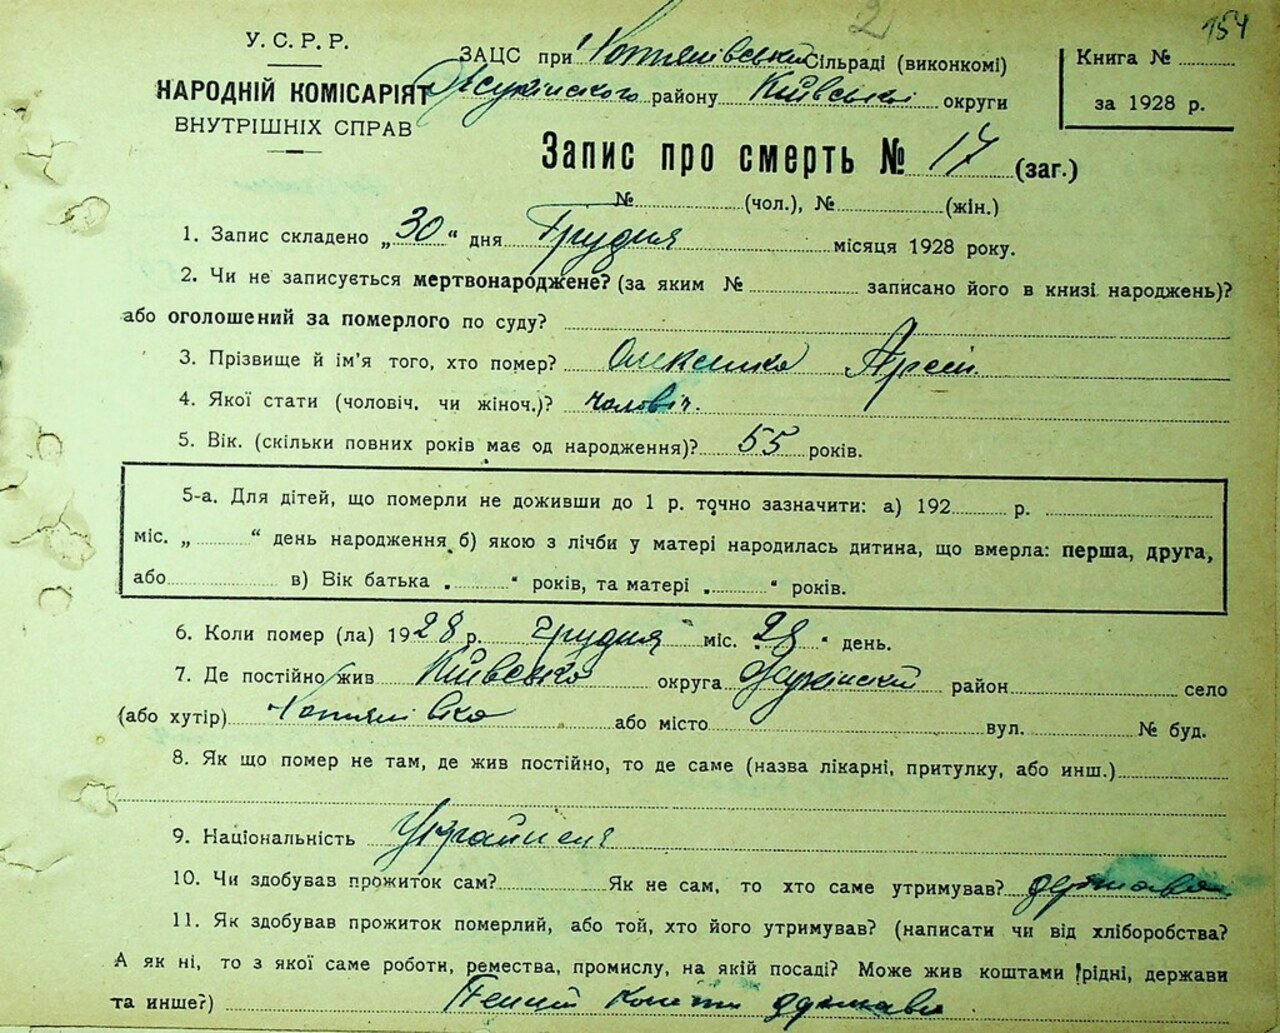 2 154
У. С. Р. Р.
НАРОДНІЙ КОМІСАРІЯТ
ВНУТРІШНІХ СПРАВ
ЗАЦС при Сільраді (виконкомі)
району Київської округи
Книга №
за 1928 р.
Запис про смерть № 17 (заг.)
№ (чол.), № (жін.)
1. Запис складено „30“ дня Грудня місяця 1928 року.
2. Чи не записується мертвонароджене? (за яким № записано його в книзі народжень)?
або оголошений за померлого по суду?
3. Прізвище й ім'я того, хто помер? Олексенко Арсен
4. Якої стати (чоловіч. чи жіноч.)? чоловіч.
5. Вік. (скільки повних років має од народження)? 55 років.
5-а. Для дітей, що померли не доживши до 1 р. точно зазначити: а) 192 р.
міс. „ “ день народження б) якою з лічби у матері народилась дитина, що вмерла: перша, друга,
або в) Вік батька „ “ років, та матері „ “ років.
6. Коли помер (ла) 1928 р. грудня міс. 28 день.
7. Де постійно жив Київсько округа район село
(або хутір) або місто вул. № буд.
8. Як що помер не там, де жив постійно, то де саме (назва лікарні, притулку, або инш.)
9. Національність Українец
10. Чи здобував прожиток сам? Як не сам, то хто саме утримував? держава
11. Як здобував прожиток померлий, або той, хто його утримував? (написати чи від хліборобства?
А як ні, то з якої саме роботи, ремества, промислу, на якій посаді? Може жив коштами рідні, держави
та инше?) держави